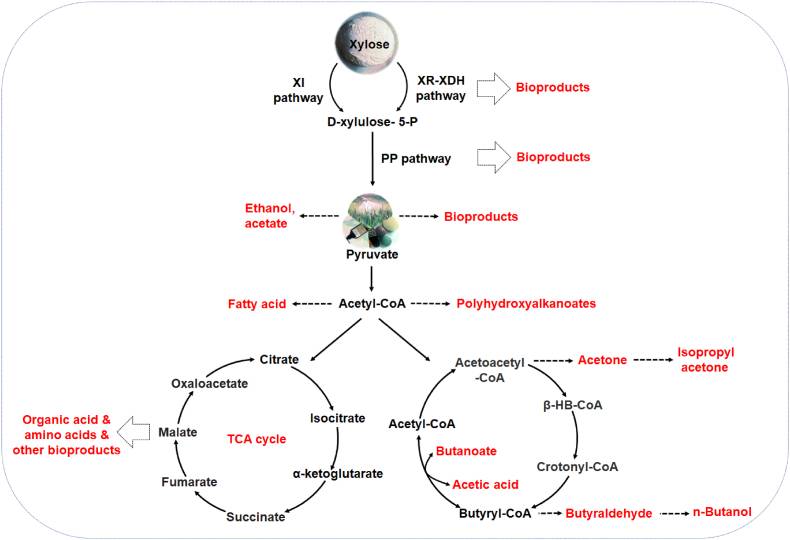 Xylose
XI
pathway
XR-XDH
pathway
Bioproducts
D-xylulose- 5-P
PP pathway
Bioproducts
Ethanol,
acetate
Bioproducts
Pyruvate
Fatty acid
Acetyl-CoA
Polyhydroxyalkanoates
Citrate
Oxaloacetate
Isocitrate
Organic acid &
amino acids &
other bioproducts
Malate
TCA cycle
α-ketoglutarate
Fumarate
Succinate
Acetoacetyl
-CoA
Acetone
Isopropyl
acetone
β-HB-CoA
Acetyl-CoA
Butanoate
Crotonyl-CoA
Acetic acid
Butyryl-CoA
Butyraldehyde
n-Butanol